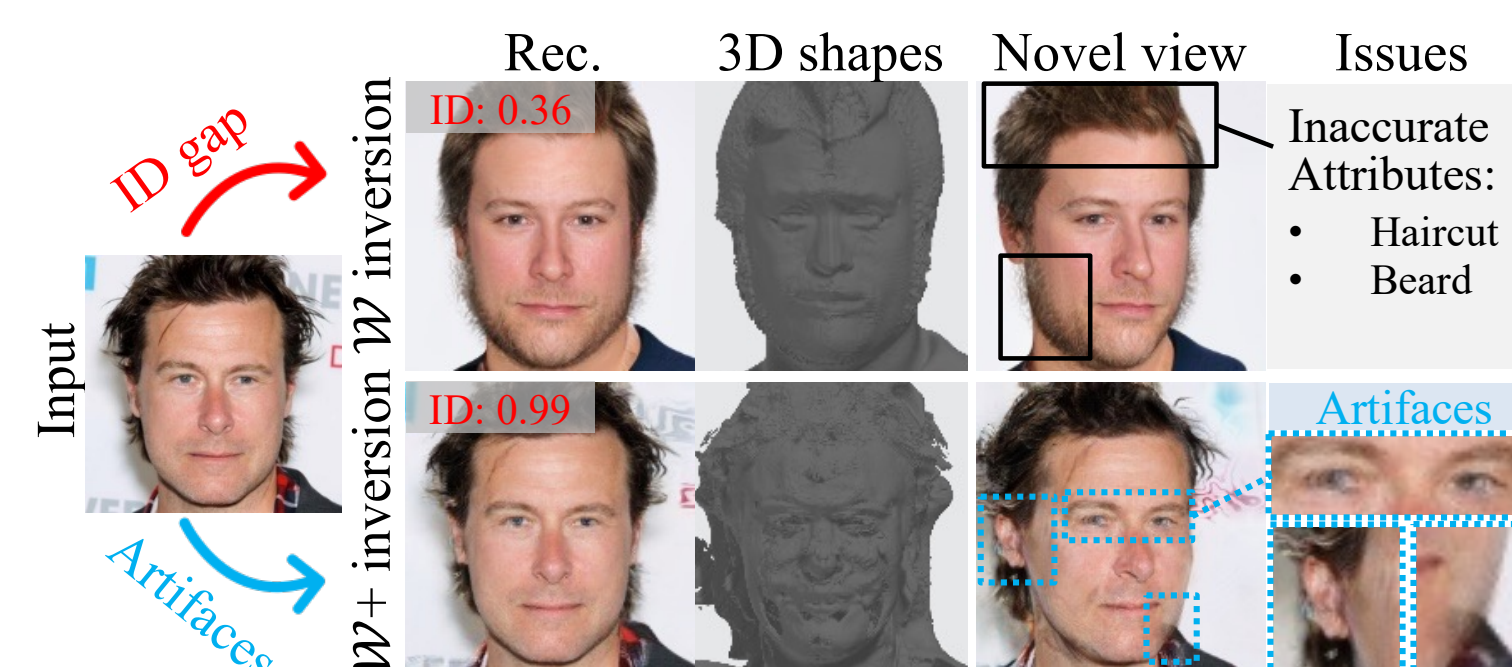 Rec.
3D shapes
Novel view
Issues
ID gap
Input
Artifaces
𝒲 inversion
ID: 0.36
Inaccurate
Attributes:
• Haircut
• Beard
𝒲+ inversion
ID: 0.99
Artifaces
NE